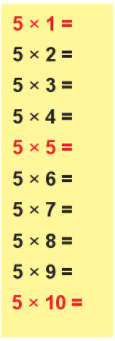 5 × 1 =
5 × 2 =
5 × 3 =
5 × 4 =
5 × 5 =
5 × 6 =
5 × 7 =
5 × 8 =
5 × 9 =
5 × 10 =